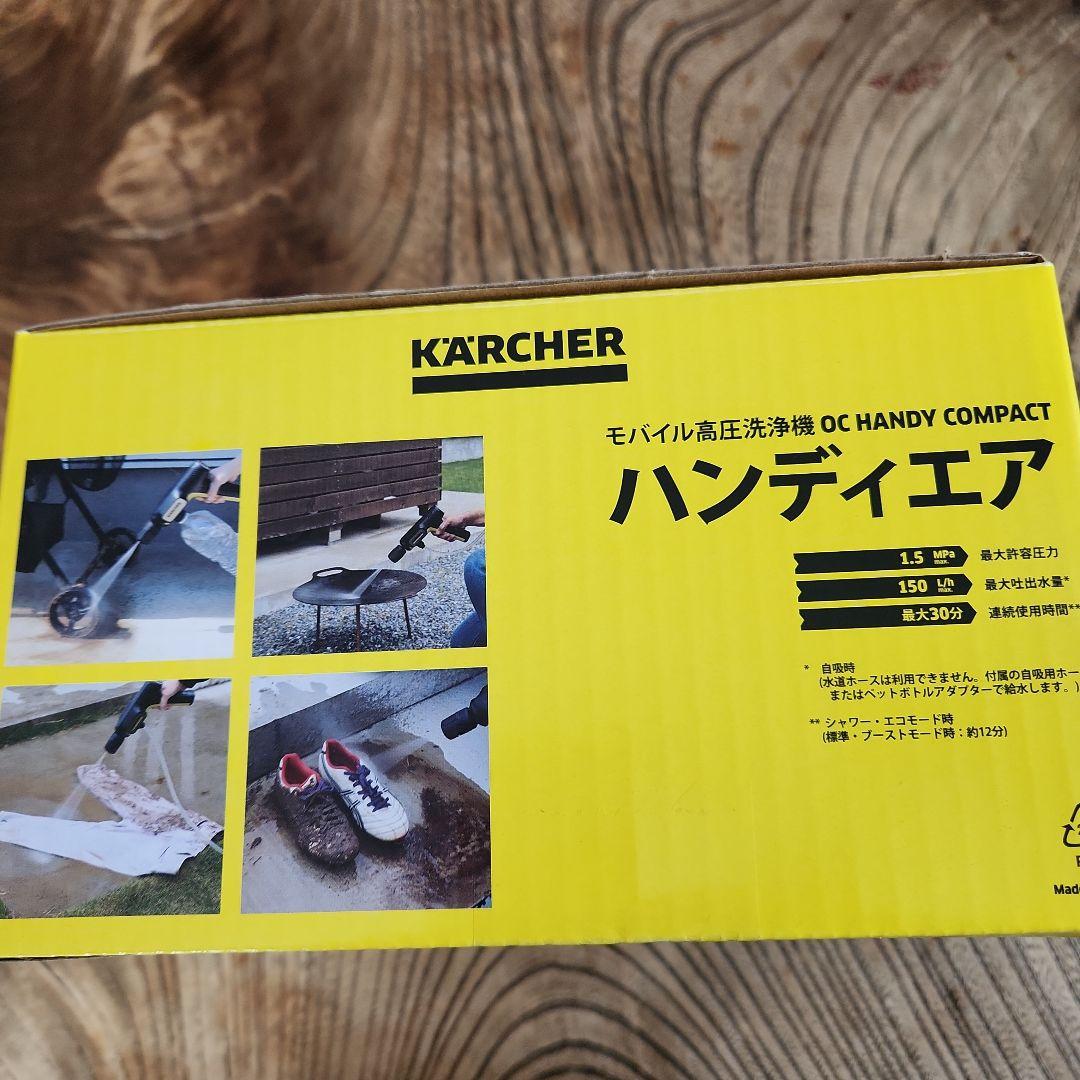 KÄRCHER
モバイル高圧洗浄機 OC HANDY COMPACT
ハンディエア
1.5 MPa max. 最大許容圧力
150 L/h max. 最大吐出水量*
最大30分 連続使用時間**
* 自吸時
(水道ホースは利用できません。付属の自吸用ホー
またはペットボトルアダプターで給水します。)
** シャワー・エコモード時
(標準・ブーストモード時：約12分)